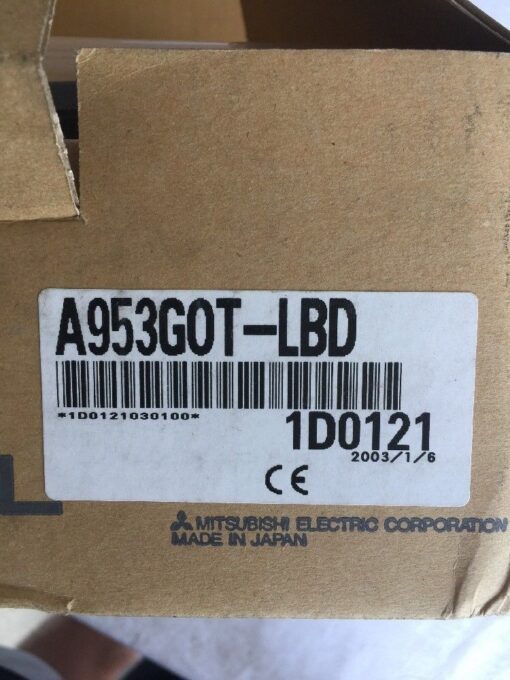 A953GOT-LBD
*1D0121030100*
1D0121
2003/1/6
CE
MITSUBISHI ELECTRIC CORPORATION
MADE IN JAPAN